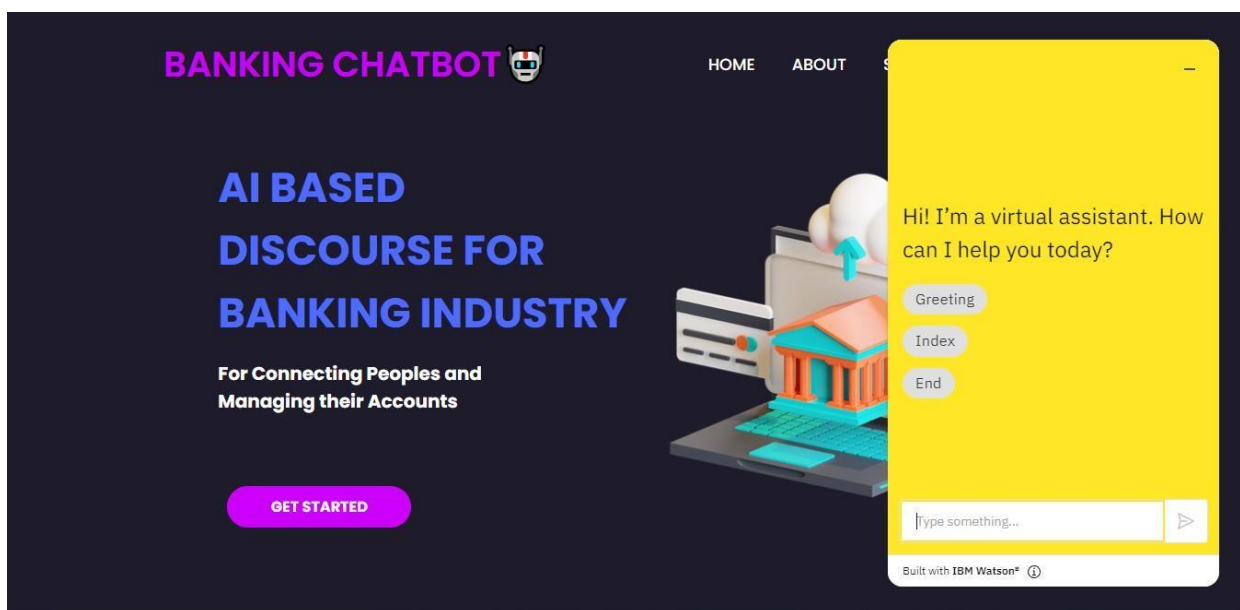 BANKING CHATBOT
HOME ABOUT S
AI BASED
DISCOURSE FOR
BANKING INDUSTRY
For Connecting Peoples and
Managing their Accounts
GET STARTED
Hi! I'm a virtual assistant. How
can I help you today?
Greeting
Index
End
Type something...
Built with IBM Watson®